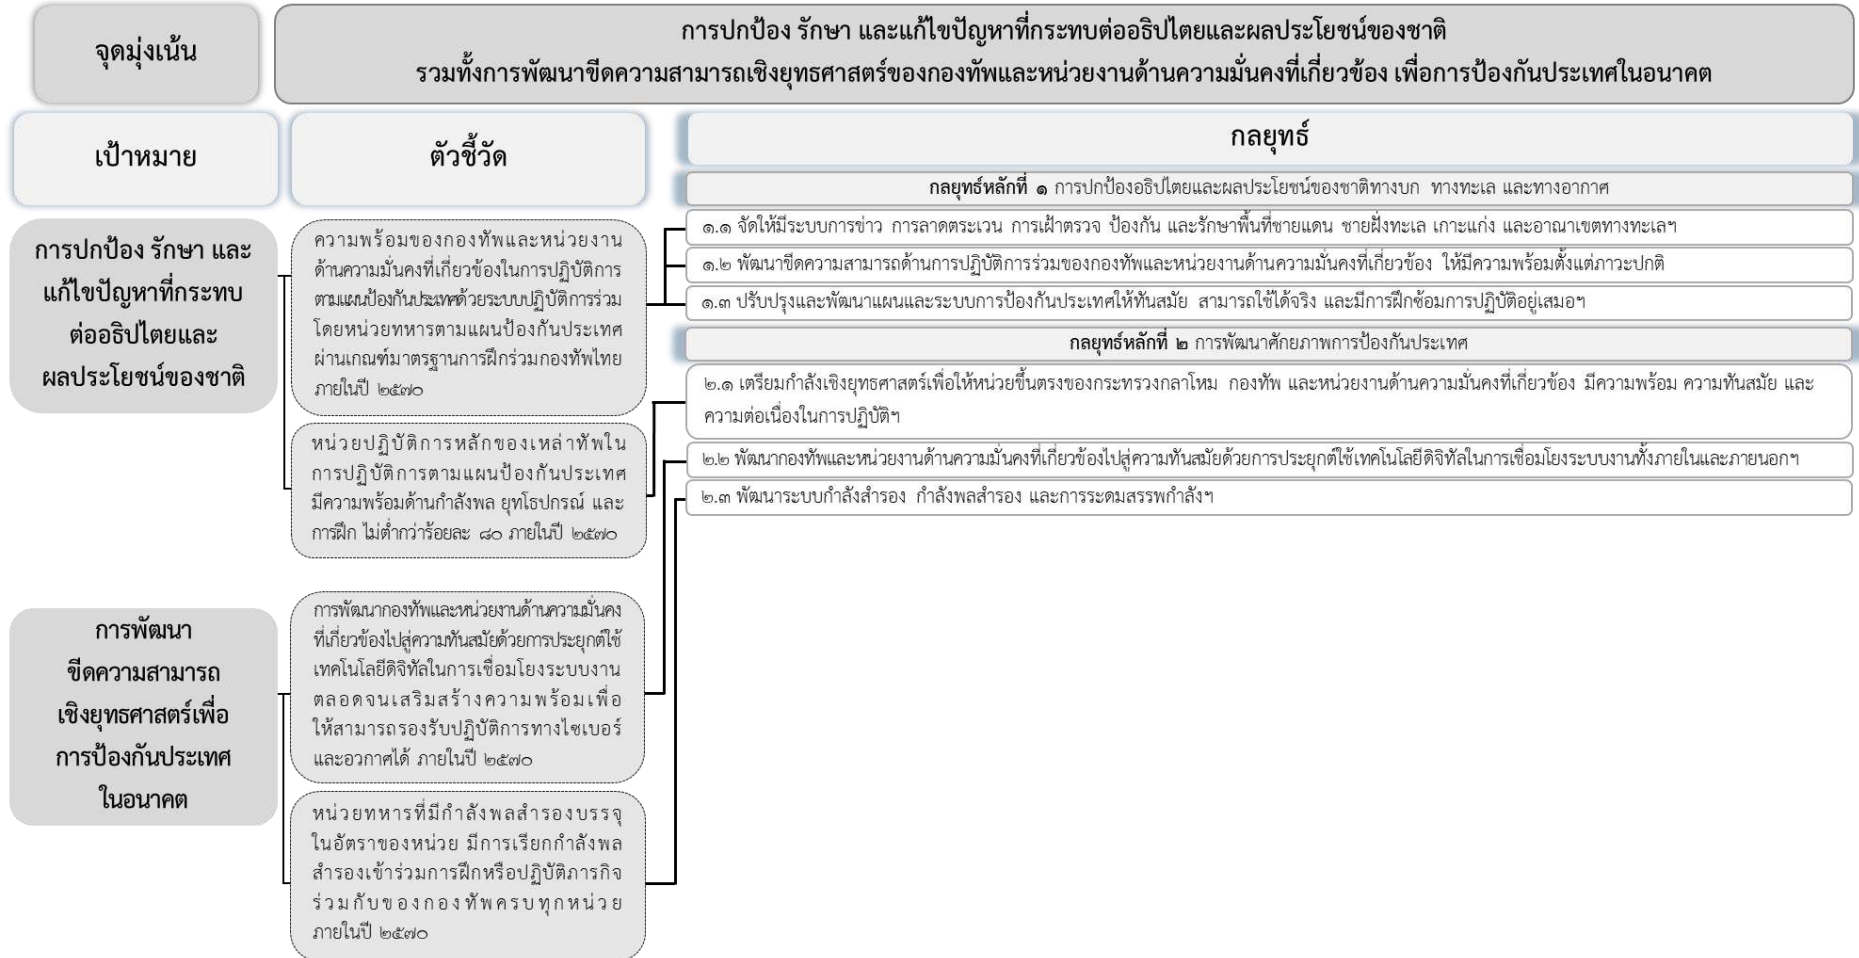 จุดมุ่งเน้น
การปกป้อง รักษา และแก้ไขปัญหาที่กระทบต่ออธิปไตยและผลประโยชน์ของชาติ
รวมทั้งการพัฒนาขีดความสามารถเชิงยุทธศาสตร์ของกองทัพและหน่วยงานด้านความมั่นคงที่เกี่ยวข้อง เพื่อการป้องกันประเทศในอนาคต
เป้าหมาย
ตัวชี้วัด
กลยุทธ์
การปกป้อง รักษา และ
แก้ไขปัญหาที่กระทบ
ต่ออธิปไตยและ
ผลประโยชน์ของชาติ
ความพร้อมของกองทัพและหน่วยงาน
ด้านความมั่นคงที่เกี่ยวข้องในการปฏิบัติการ
ตามแผนป้องกันประเทศด้วยระบบปฏิบัติการร่วม
โดยหน่วยทหารตามแผนป้องกันประเทศ
ผ่านเกณฑ์มาตรฐานการฝึกร่วมกองทัพไทย
ภายในปี ๒๕๗๐
หน่วยปฏิบัติการหลักของเหล่าทัพใน
การปฏิบัติการตามแผนป้องกันประเทศ
มีความพร้อมด้านกำลังพล ยุทโธปกรณ์ และ
การฝึก ไม่ต่ำกว่าร้อยละ ๘๐ ภายในปี ๒๕๗๐
กลยุทธ์หลักที่ ๑ การปกป้องอธิปไตยและผลประโยชน์ของชาติทางบก ทางทะเล และทางอากาศ
๑.๑ จัดให้มีระบบการข่าว การลาดตระเวน การเฝ้าตรวจ ป้องกัน และรักษาพื้นที่ชายแดน ชายฝั่งทะเล เกาะแก่ง และอาณาเขตทางทะเลฯ
๑.๒ พัฒนาขีดความสามารถด้านการปฏิบัติการร่วมของกองทัพและหน่วยงานด้านความมั่นคงที่เกี่ยวข้อง ให้มีความพร้อมตั้งแต่ภาวะปกติ
๑.๓ ปรับปรุงและพัฒนาแผนและระบบการป้องกันประเทศให้ทันสมัย สามารถใช้ได้จริง และมีการฝึกซ้อมการปฏิบัติอยู่เสมอฯ
กลยุทธ์หลักที่ ๒ การพัฒนาศักยภาพการป้องกันประเทศ
๒.๑ เตรียมกำลังเชิงยุทธศาสตร์เพื่อให้หน่วยขึ้นตรงของกระทรวงกลาโหม กองทัพ และหน่วยงานด้านความมั่นคงที่เกี่ยวข้อง มีความพร้อม ความทันสมัย และ
ความต่อเนื่องในการปฏิบัติฯ
๒.๒ พัฒนากองทัพและหน่วยงานด้านความมั่นคงที่เกี่ยวข้องไปสู่ความทันสมัยด้วยการประยุกต์ใช้เทคโนโลยีดิจิทัลในการเชื่อมโยงระบบงานทั้งภายในและภายนอกฯ
๒.๓ พัฒนาระบบกำลังสำรอง กำลังพลสำรอง และการระดมสรรพกำลังฯ
การพัฒนา
ขีดความสามารถ
เชิงยุทธศาสตร์เพื่อ
การป้องกันประเทศ
ในอนาคต
การพัฒนากองทัพและหน่วยงานด้านความมั่นคง
ที่เกี่ยวข้องไปสู่ความทันสมัยด้วยการประยุกต์ใช้
เทคโนโลยีดิจิทัลในการเชื่อมโยงระบบงาน
ตลอดจนเสริมสร้างความพร้อมเพื่อ
ให้สามารถรองรับปฏิบัติการทางไซเบอร์
และอวกาศได้ ภายในปี ๒๕๗๐
หน่วยทหารที่มีกำลังพลสำรองบรรจุ
ในอัตราของหน่วย มีการเรียกกำลังพล
สำรองเข้าร่วมการฝึกหรือปฏิบัติภารกิจ
ร่วมกับของกองทัพครบทุกหน่วย
ภายในปี ๒๕๗๐